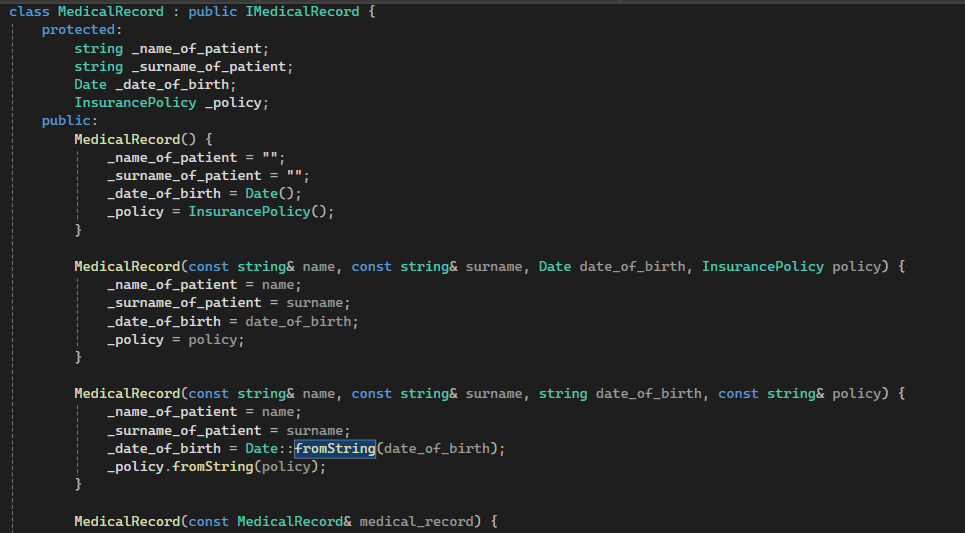 class MedicalRecord : public IMedicalRecord {
protected:
string _name_of_patient;
string _surname_of_patient;
Date _date_of_birth;
InsurancePolicy _policy;
public:
MedicalRecord() {
_name_of_patient = "";
_surname_of_patient = "";
_date_of_birth = Date();
_policy = InsurancePolicy();
}
MedicalRecord(const string& name, const string& surname, Date date_of_birth, InsurancePolicy policy) {
_name_of_patient = name;
_surname_of_patient = surname;
_date_of_birth = date_of_birth;
_policy = policy;
}
MedicalRecord(const string& name, const string& surname, string date_of_birth, const string& policy) {
_name_of_patient = name;
_surname_of_patient = surname;
_date_of_birth = Date::fromString(date_of_birth);
_policy.fromString(policy);
}
MedicalRecord(const MedicalRecord& medical_record) {